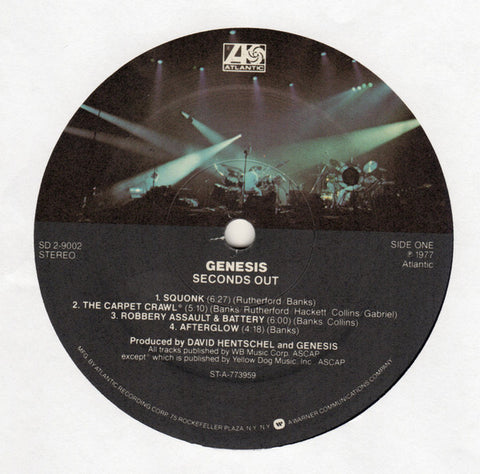 ATLANTIC
SD 2-9002
STEREO
SIDE ONE
℗ 1977
Atlantic
GENESIS
SECONDS OUT
1. SQUONK (6:27) (Rutherford/Banks)
2. THE CARPET CRAWL* (5:10) (Banks/Rutherford/Hackett/Collins/Gabriel)
3. ROBBERY ASSAULT & BATTERY (6:00) (Banks/Collins)
4. AFTERGLOW (4:18) (Banks)
Produced by DAVID HENTSCHEL and GENESIS
All tracks published by WB Music Corp. ASCAP
except * which is published by Yellow Dog Music, Inc. ASCAP
ST-A-773959
MFG. BY ATLANTIC RECORDING CORP. 75 ROCKEFELLER PLAZA, N.Y. N.Y. A WARNER COMMUNICATIONS COMPANY